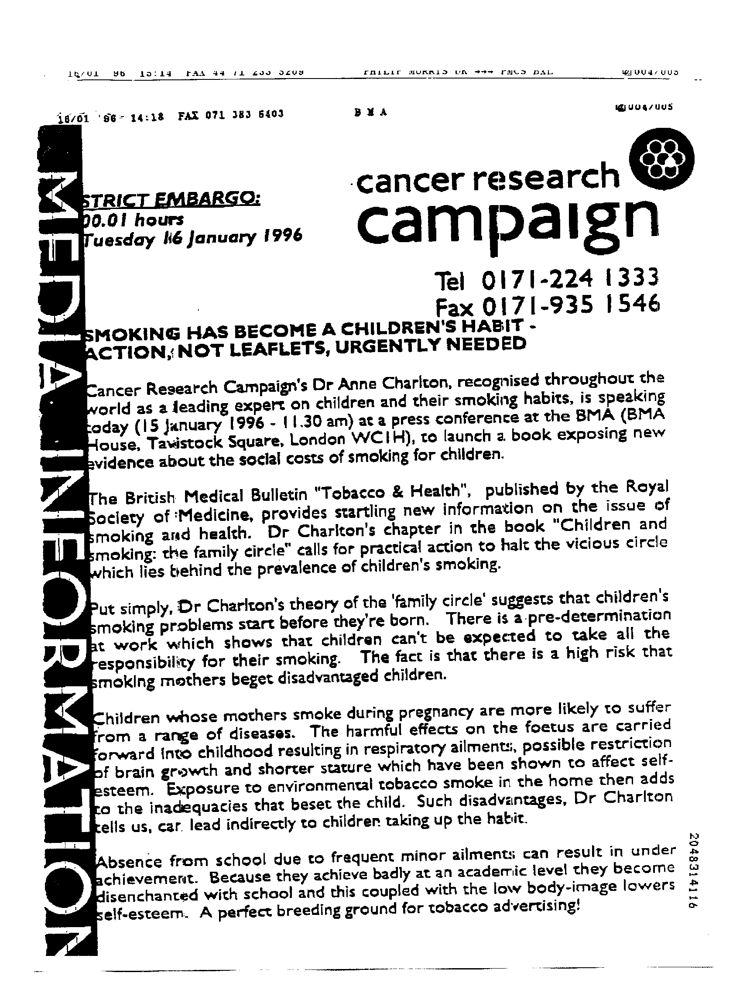 16/01 96 15:14 FAX 44 71 233 3209 PHILIP MORRIS UK +++ PMCS BXL 004/005
16/01 '96 14:18 FAX 071 383 6403 B M A 004/005
MEDIA INFORMATION
cancer research
campaign
STRICT EMBARGO:
00.01 hours
Tuesday 16 January 1996
Tel 0171-224 1333
Fax 0171-935 1546
SMOKING HAS BECOME A CHILDREN'S HABIT -
ACTION, NOT LEAFLETS, URGENTLY NEEDED
Cancer Research Campaign's Dr Anne Charlton, recognised throughout the
world as a leading expert on children and their smoking habits, is speaking
today (15 January 1996 - 11.30 am) at a press conference at the BMA (BMA
House, Tavistock Square, London WC1H), to launch a book exposing new
evidence about the social costs of smoking for children.
The British Medical Bulletin "Tobacco & Health", published by the Royal
Society of Medicine, provides startling new information on the issue of
smoking and health. Dr Charlton's chapter in the book "Children and
smoking: the family circle" calls for practical action to halt the vicious circle
which lies behind the prevalence of children's smoking.
Put simply, Dr Charlton's theory of the 'family circle' suggests that children's
smoking problems start before they're born. There is a pre-determination
at work which shows that children can't be expected to take all the
responsibility for their smoking. The fact is that there is a high risk that
smoking mothers beget disadvantaged children.
Children whose mothers smoke during pregnancy are more likely to suffer
from a range of diseases. The harmful effects on the foetus are carried
forward into childhood resulting in respiratory ailments, possible restriction
of brain growth and shorter stature which have been shown to affect self-
esteem. Exposure to environmental tobacco smoke in the home then adds
to the inadequacies that beset the child. Such disadvantages, Dr Charlton
tells us, can lead indirectly to children taking up the habit.
Absence from school due to frequent minor ailments can result in under
achievement. Because they achieve badly at an academic level they become
disenchanted with school and this coupled with the low body-image lowers
self-esteem. A perfect breeding ground for tobacco advertising!
2048314116